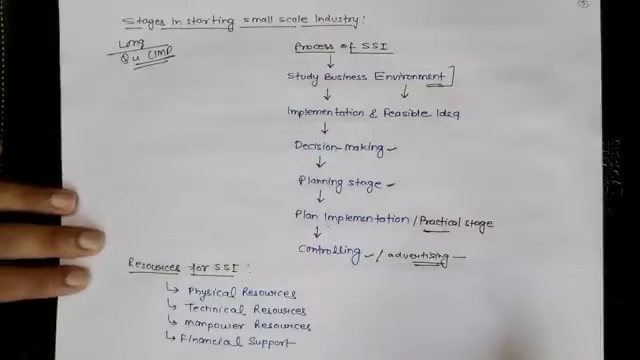 Stages In starting small scale Industry:
Long
Qu (IMP
Process of SSI
Study Business Environment
Implementation & Feasible Idea
Decision-making
Planning stage
Plan Implementation / Practical stage
Controlling / advertising
Resources for SSI :
Physical Resources
Technical Resources
Manpower Resources
Financial Support